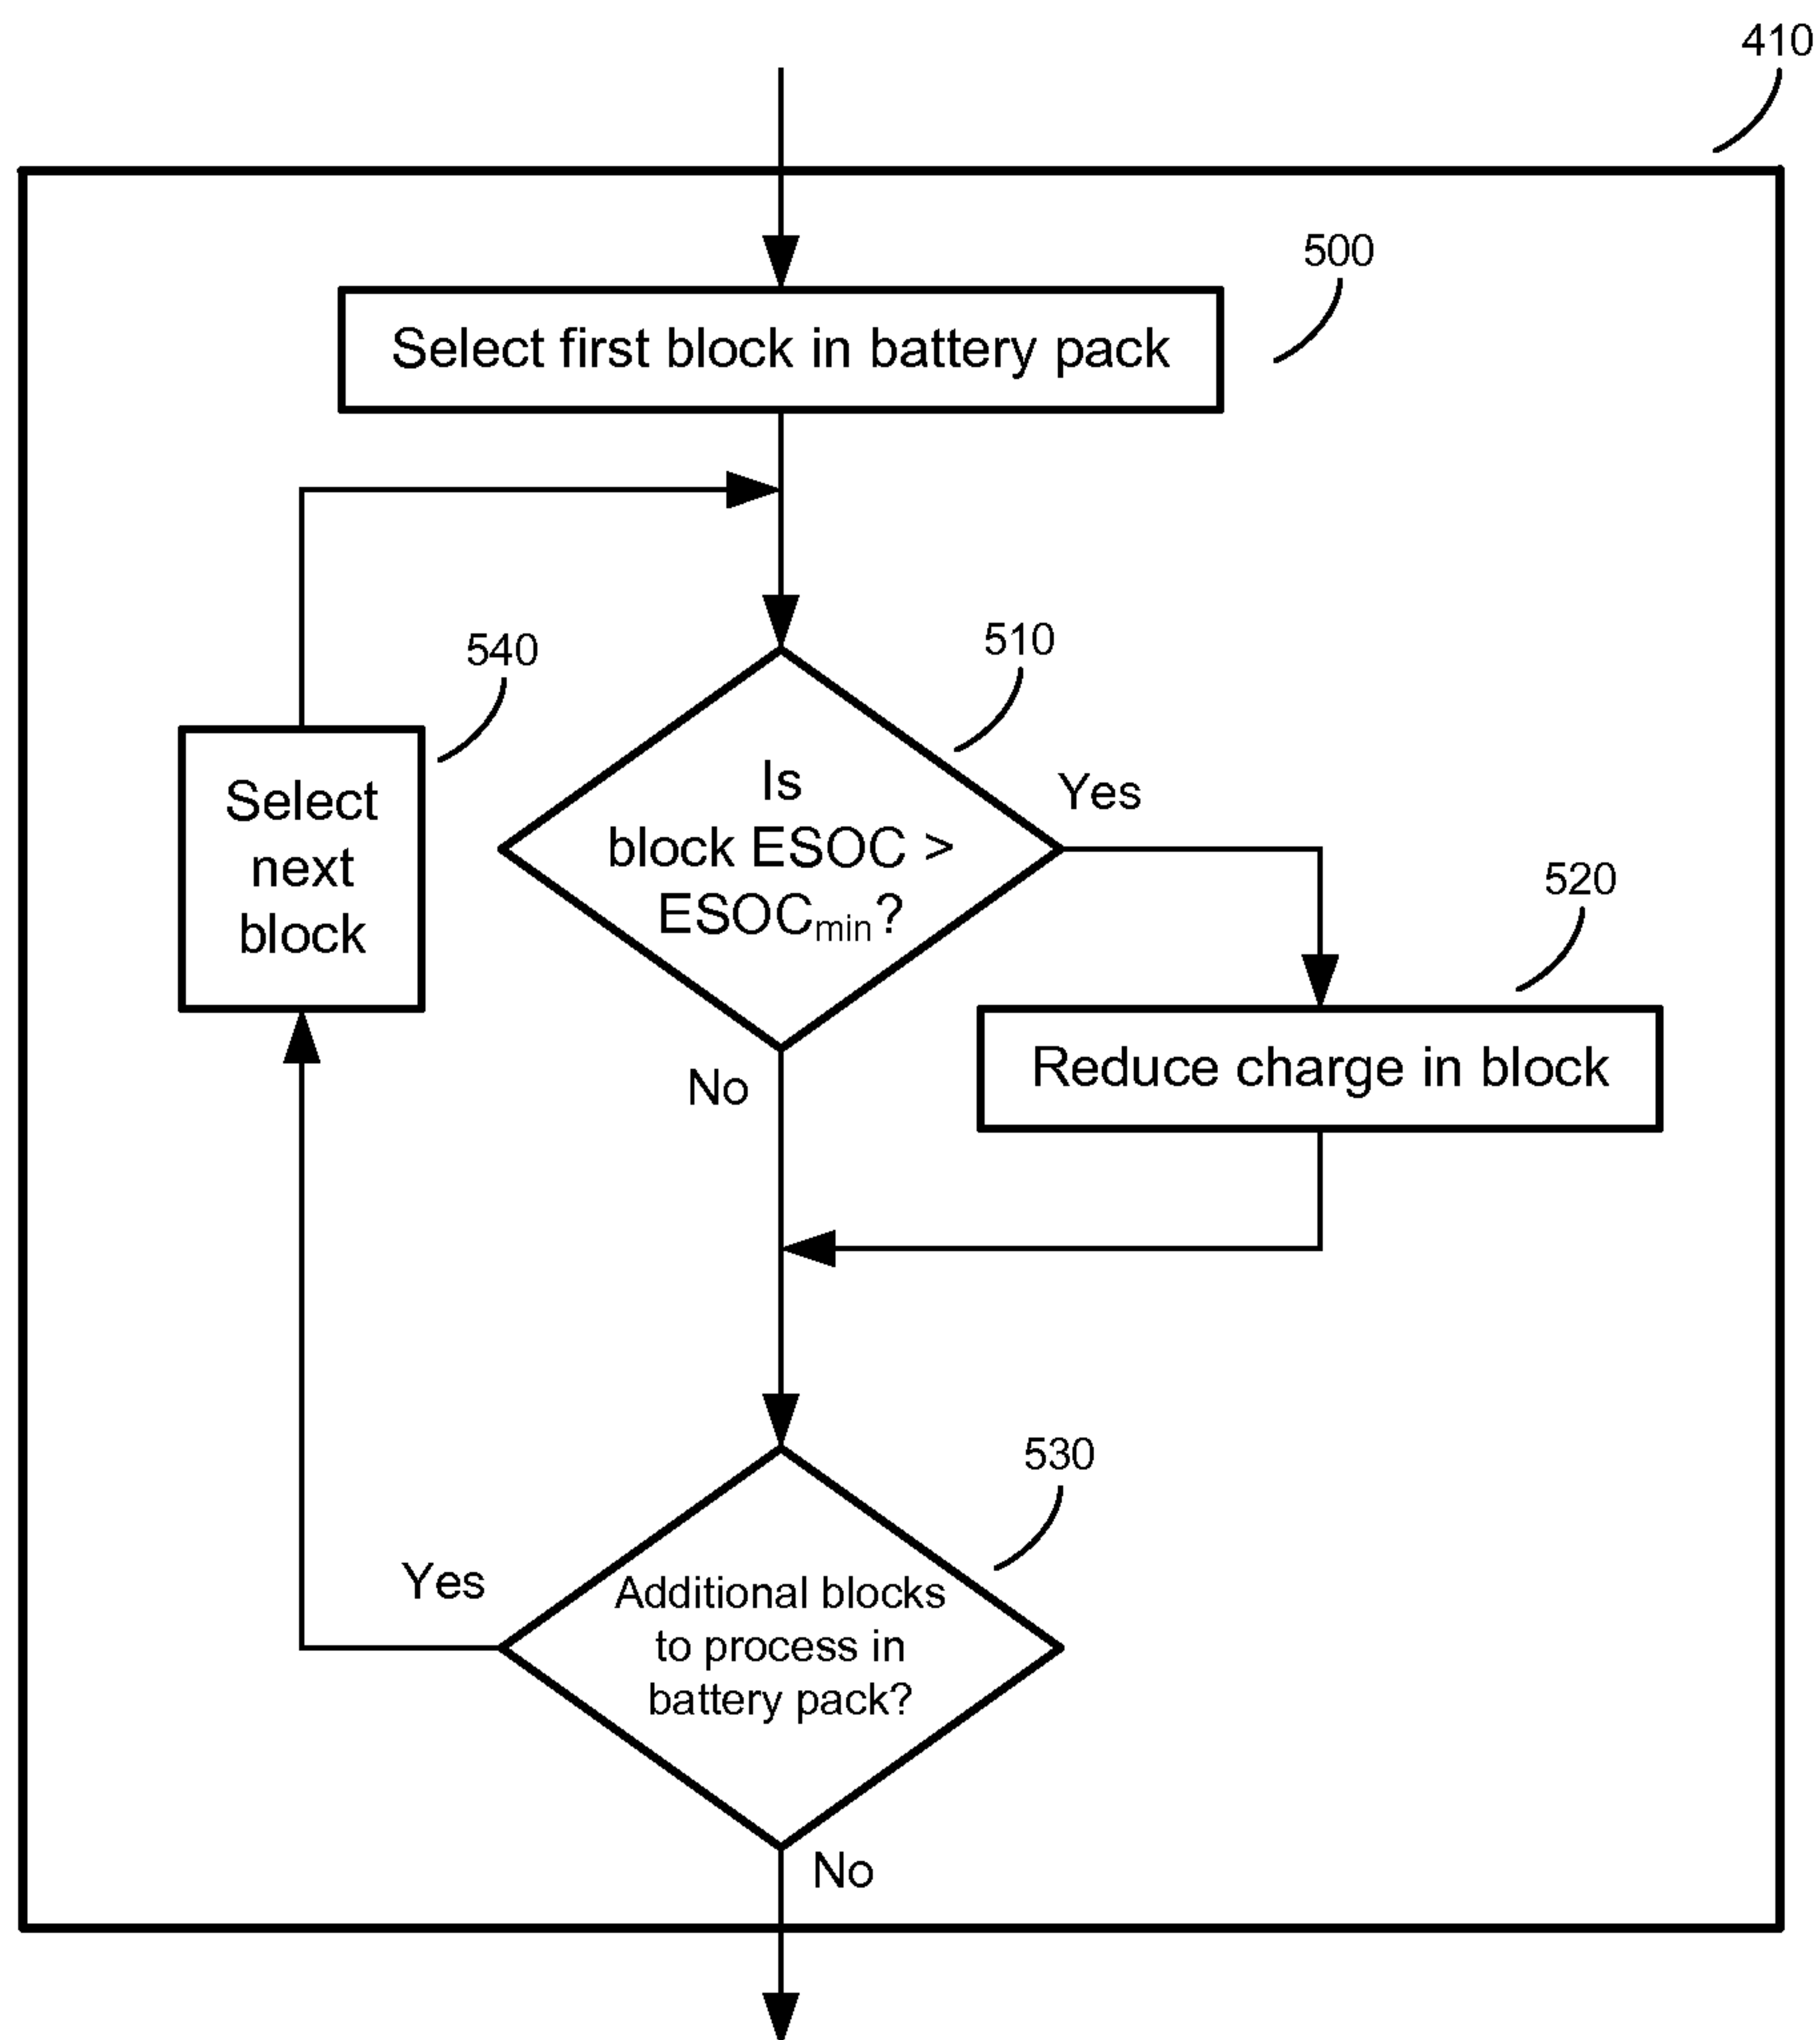 410
500
Select first block in battery pack
540
510
Select
next
block
Is
block ESOC >
ESOCmin?
Yes
520
Reduce charge in block
No
530
Yes
Additional blocks
to process in
battery pack?
No